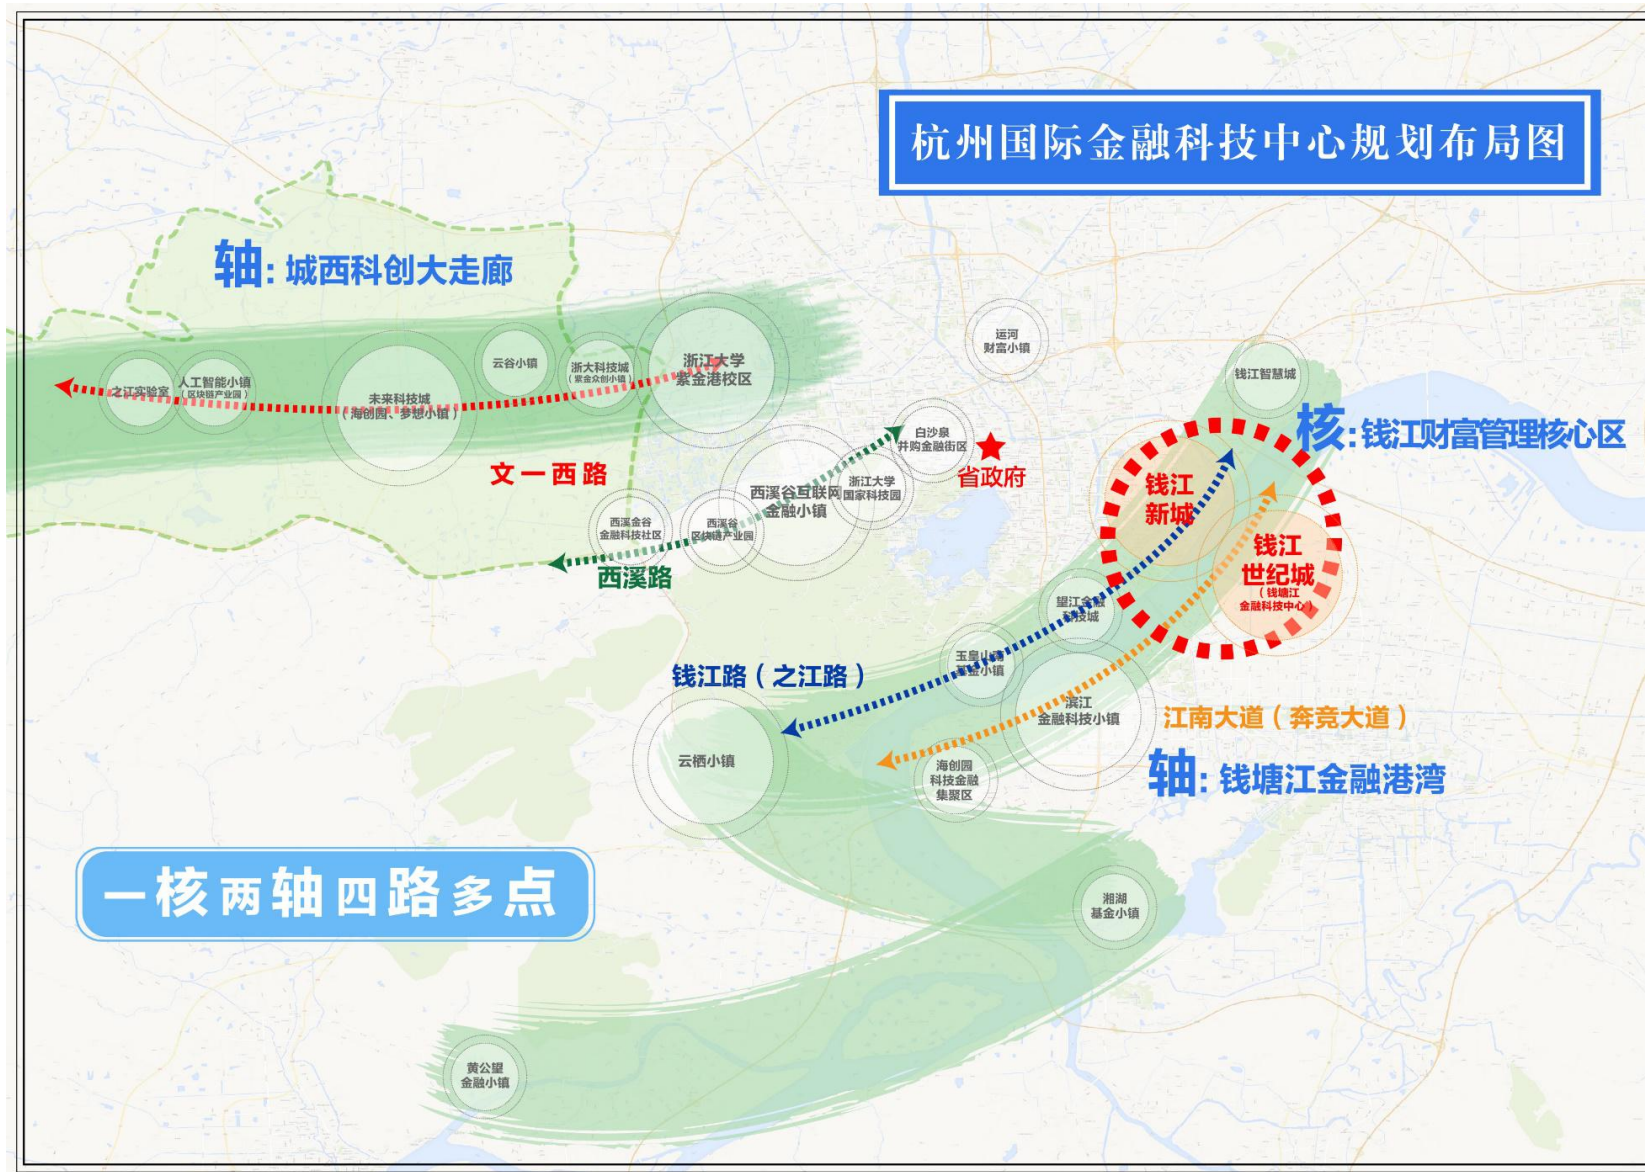 杭州国际金融科技中心规划布局图
轴：城西科创大走廊
运河
财富小镇
浙江大学
紫金港校区
云谷小镇
浙大科技城
（紫金众创小镇）
钱江智慧城
之江实验室
人工智能小镇
（区块链产业园）
未来科技城
（海创园、梦想小镇）
核：钱江财富管理核心区
白沙泉
并购金融街区
省政府
文一西路
浙江大学
国家科技园
西溪谷互联网
金融小镇
钱江
新城
西溪金谷
金融科技社区
西溪谷
区块链产业园
钱江
世纪城
（钱塘江
金融科技中心）
西溪路
望江金融
科技城
玉皇山南
基金小镇
钱江路（之江路）
滨江
金融科技小镇
江南大道（奔竞大道）
云栖小镇
海创园
科技金融
集聚区
轴：钱塘江金融港湾
一核两轴四路多点
湘湖
基金小镇
黄公望
金融小镇